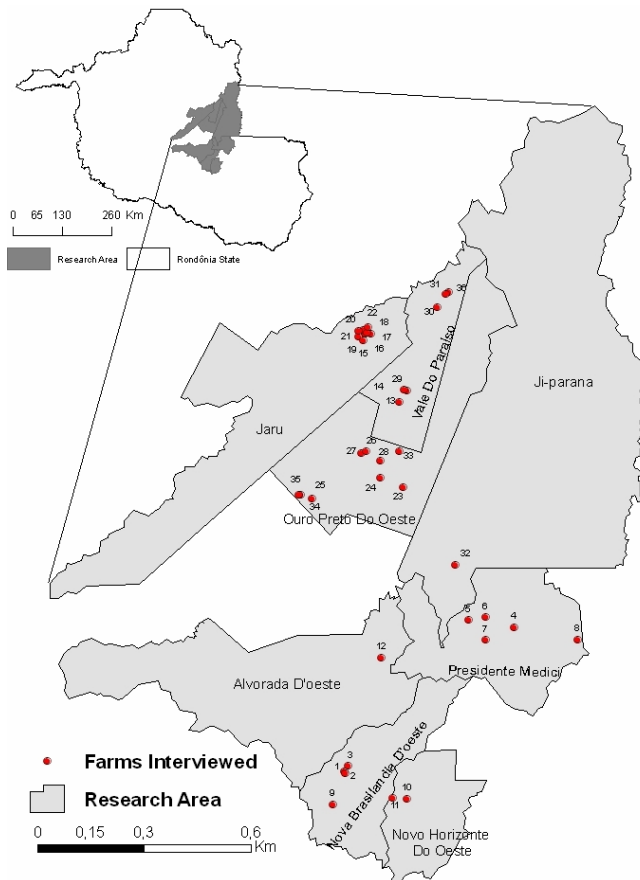 0 65 130 260 Km
Research Area
Rondônia State
31
36
30
22
20
18
21
17
19
16
15
Vale Do Paraíso
Ji-parana
29
14
13
Jaru
26
27
28
33
24
23
35
25
34
Ouro Preto Do Oeste
32
5
6
4
7
8
12
Presidente Medici
Alvorada D'oeste
3
1
2
Nova Brasilandia D'oeste
Farms Interviewed
9
10
11
Research Area
Novo Horizonte
Do Oeste
0 0,15 0,3 0,6
Km